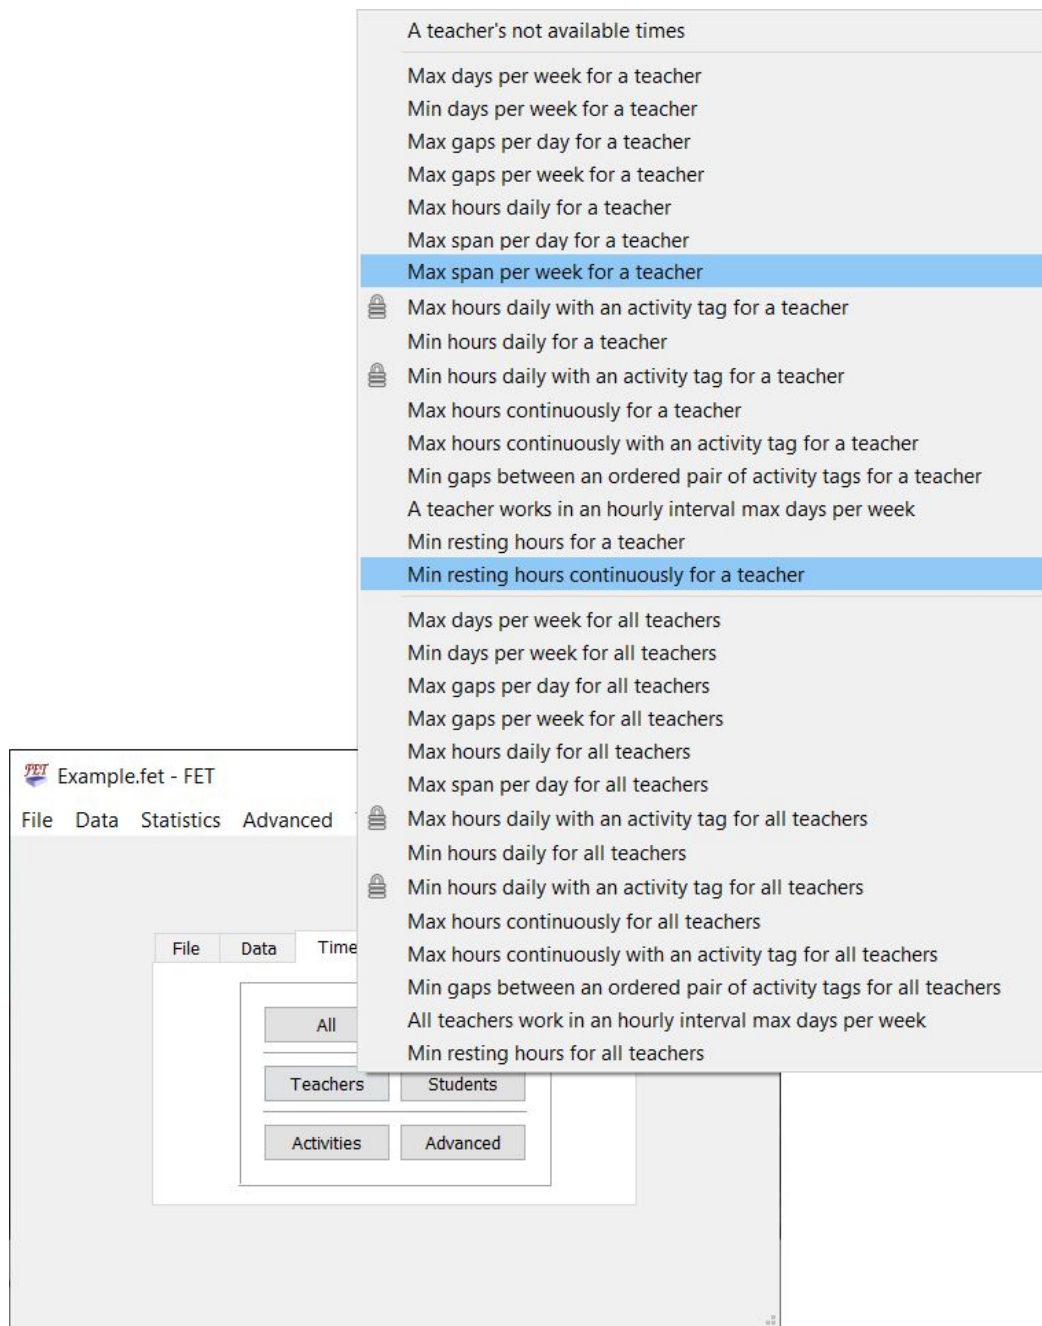 A teacher's not available times
Max days per week for a teacher
Min days per week for a teacher
Max gaps per day for a teacher
Max gaps per week for a teacher
Max hours daily for a teacher
Max span per day for a teacher
Max span per week for a teacher
Max hours daily with an activity tag for a teacher
Min hours daily for a teacher
Min hours daily with an activity tag for a teacher
Max hours continuously for a teacher
Max hours continuously with an activity tag for a teacher
Min gaps between an ordered pair of activity tags for a teacher
A teacher works in an hourly interval max days per week
Min resting hours for a teacher
Min resting hours continuously for a teacher
Max days per week for all teachers
Min days per week for all teachers
Max gaps per day for all teachers
Max gaps per week for all teachers
Max hours daily for all teachers
Max span per day for all teachers
Max hours daily with an activity tag for all teachers
Min hours daily for all teachers
Min hours daily with an activity tag for all teachers
Max hours continuously for all teachers
Max hours continuously with an activity tag for all teachers
Min gaps between an ordered pair of activity tags for all teachers
All teachers work in an hourly interval max days per week
Min resting hours for all teachers
FET Example.fet - FET
File Data Statistics Advanced
File Data Time
All
Teachers Students
Activities Advanced